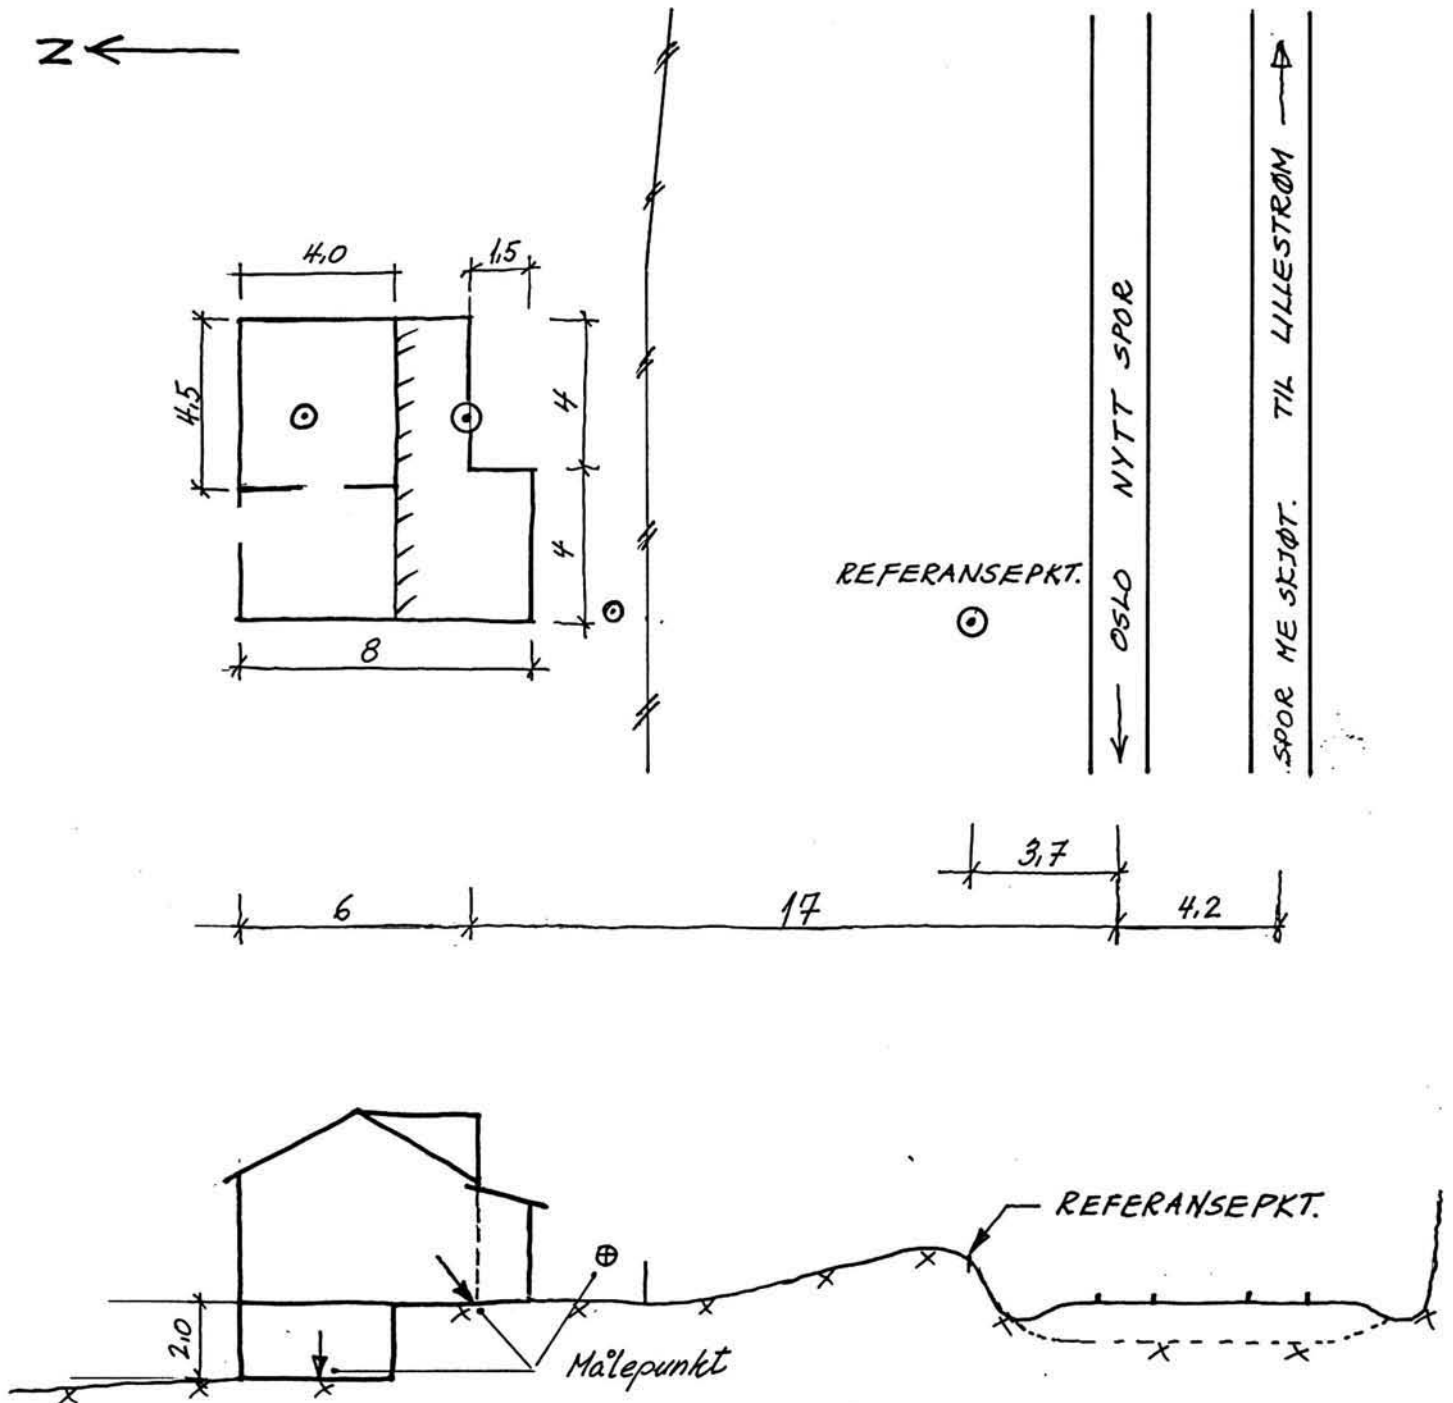 N
4,0
1,5
4,5
4
4
8
REFERANSEPKT.
← OSLO NYTT SPOR
SPOR ME SKJØT. TIL LILLESTRØM →
3,7
6
17
4.2
REFERANSEPKT.
2,0
Målepunkt